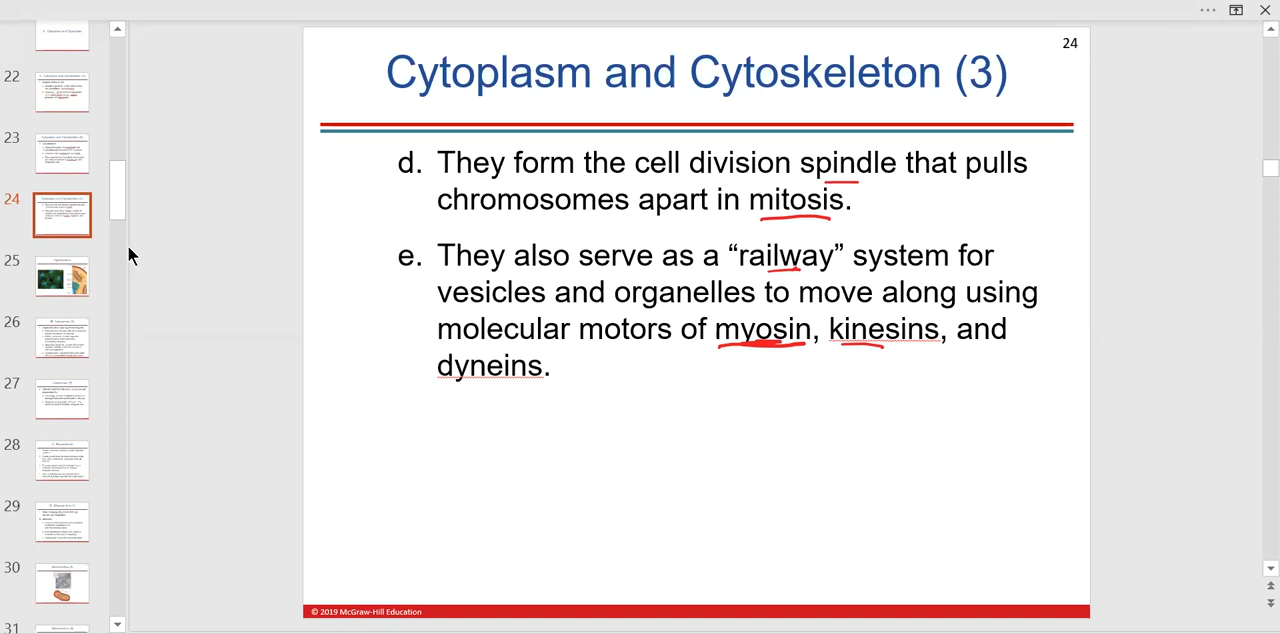 24
Cytoplasm and Cytoskeleton (3)
d. They form the cell division spindle that pulls
chromosomes apart in mitosis.
e. They also serve as a “railway” system for
vesicles and organelles to move along using
molecular motors of myosin, kinesins, and
dyneins.
© 2019 McGraw-Hill Education
22
23
24
25
26
27
28
29
30
31